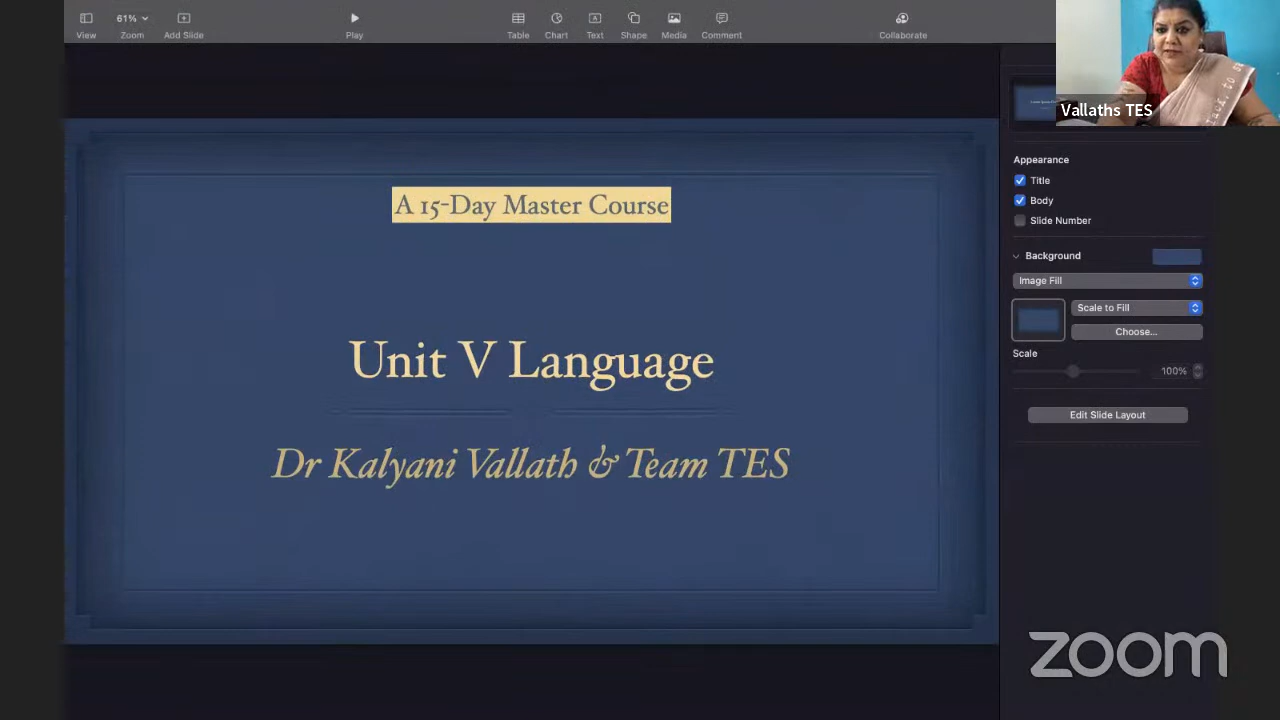 View
61%
Zoom
Add Slide
Play
Table
Chart
Text
Shape
Media
Comment
Collaborate
Vallaths TES
A 15-Day Master Course
Unit V Language
Dr Kalyani Vallath & Team TES
Appearance
Title
Body
Slide Number
Background
Image Fill
Scale to Fill
Choose...
Scale
100%
Edit Slide Layout
zoom